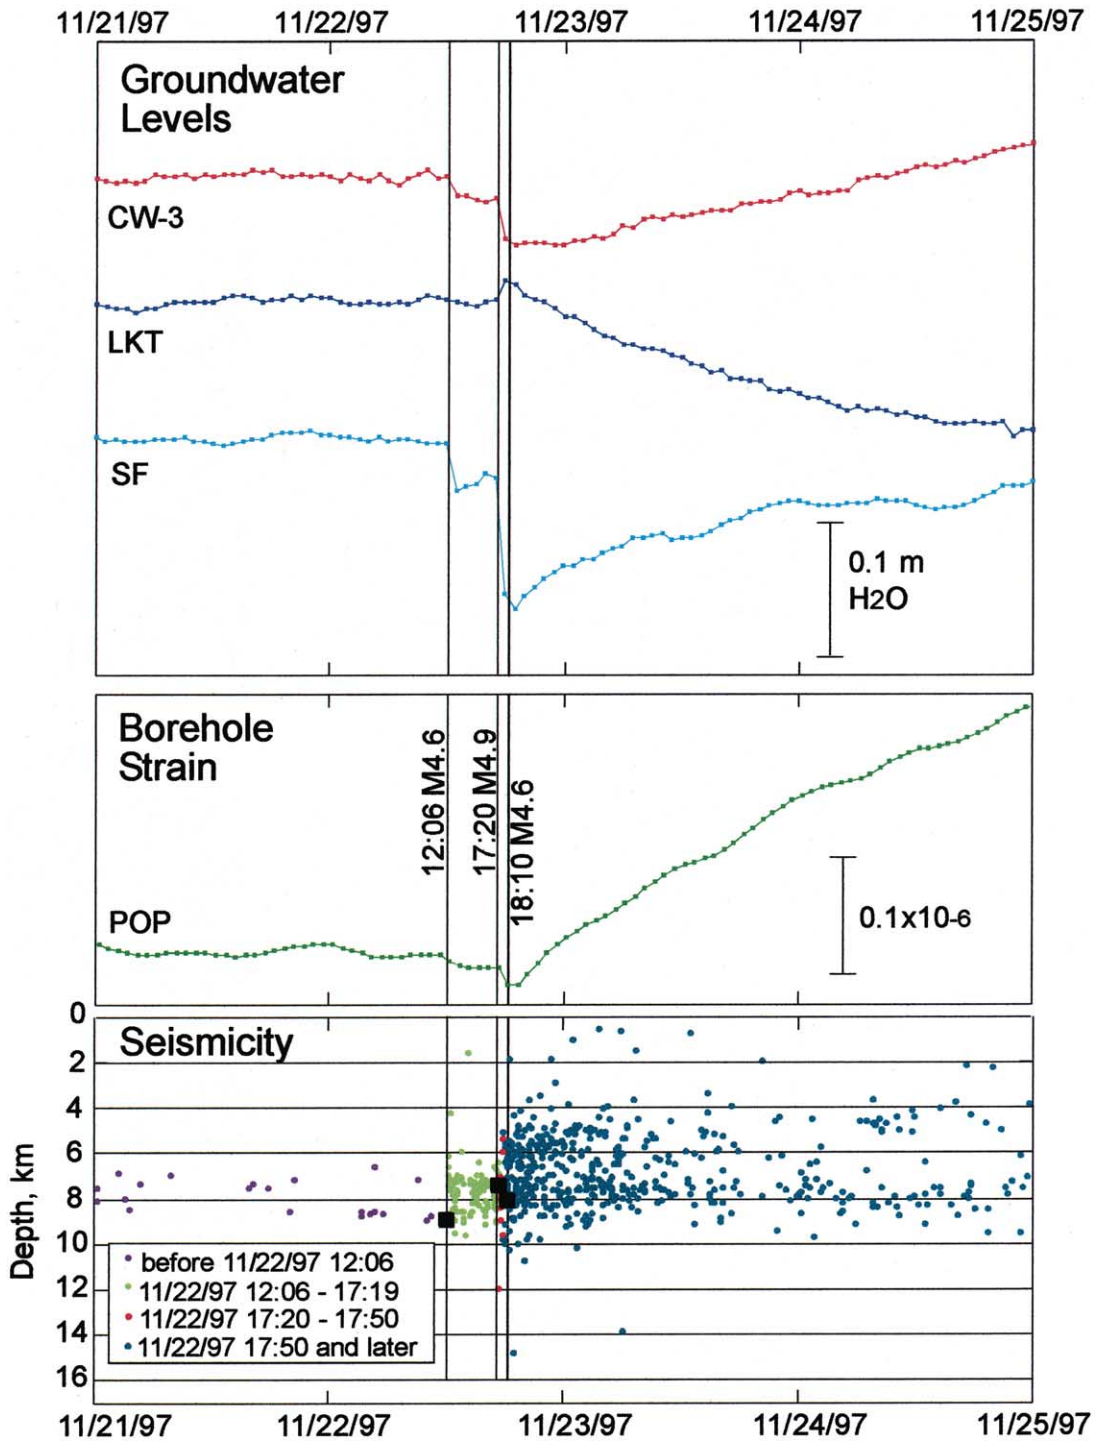 11/21/97 11/22/97 11/23/97 11/24/97 11/25/97
Groundwater
Levels
CW-3
LKT
SF
0.1 m
H2O
Borehole
Strain
12:06 M4.6
17:20 M4.9
18:10 M4.6
POP
0.1x10-6
Seismicity
Depth, km
0
2
4
6
8
10
12
14
16
before 11/22/97 12:06
11/22/97 12:06 - 17:19
11/22/97 17:20 - 17:50
11/22/97 17:50 and later
11/21/97 11/22/97 11/23/97 11/24/97 11/25/97